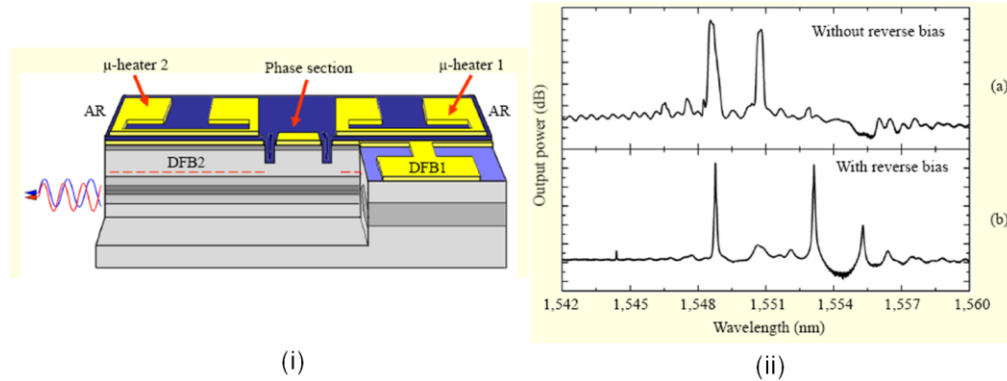 μ-heater 2
Phase section
μ-heater 1
AR
AR
DFB2
DFB1
(i)
Output power (dB)
Without reverse bias
(a)
With reverse bias
(b)
1,542 1,545 1,548 1,551 1,554 1,557 1,560
Wavelength (nm)
(ii)